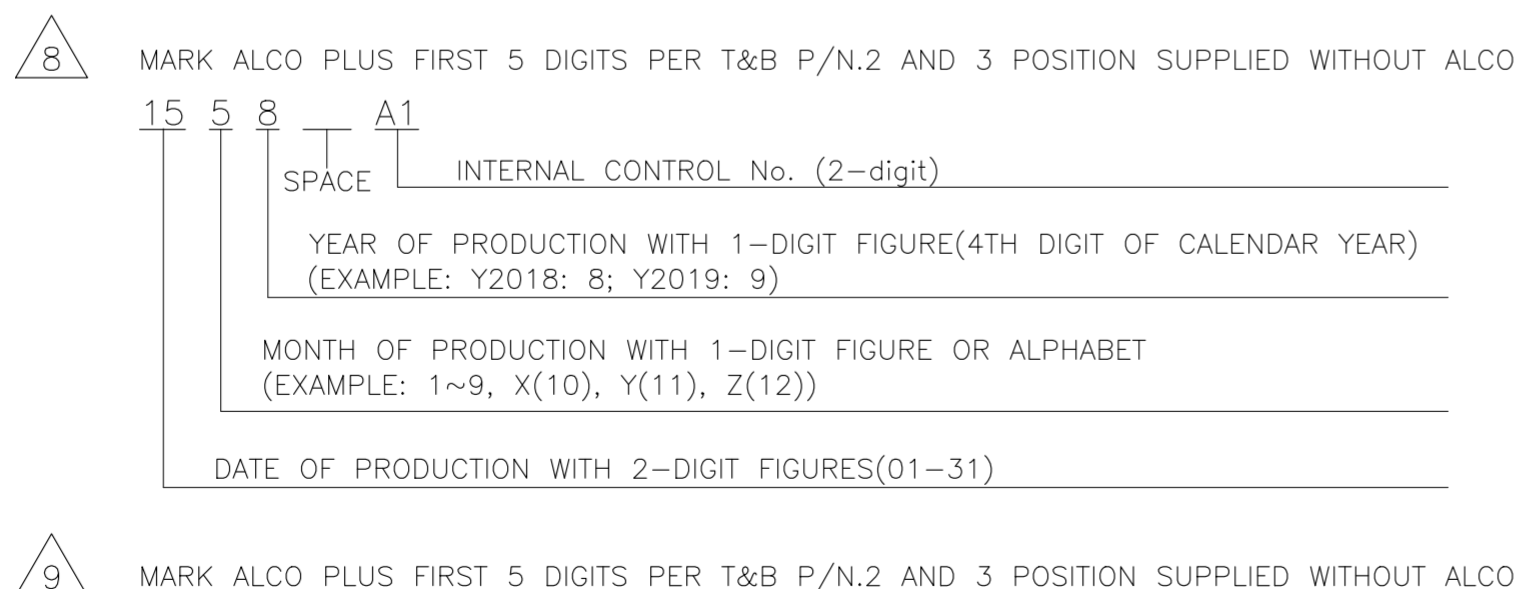 8 MARK ALCO PLUS FIRST 5 DIGITS PER T&B P/N.2 AND 3 POSITION SUPPLIED WITHOUT ALCO
15 5 8 A1
SPACE INTERNAL CONTROL No. (2-digit)
YEAR OF PRODUCTION WITH 1-DIGIT FIGURE(4TH DIGIT OF CALENDAR YEAR)
(EXAMPLE: Y2018: 8; Y2019: 9)
MONTH OF PRODUCTION WITH 1-DIGIT FIGURE OR ALPHABET
(EXAMPLE: 1~9, X(10), Y(11), Z(12))
DATE OF PRODUCTION WITH 2-DIGIT FIGURES(01-31)
9 MARK ALCO PLUS FIRST 5 DIGITS PER T&B P/N.2 AND 3 POSITION SUPPLIED WITHOUT ALCO